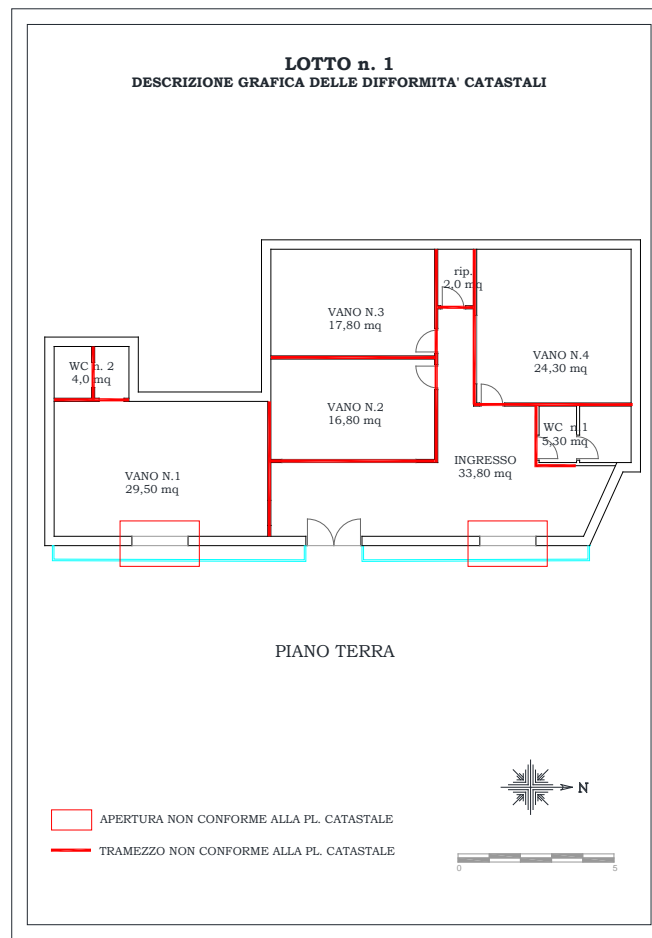 LOTTO n. 1
DESCRIZIONE GRAFICA DELLE DIFFORMITA' CATASTALI
rip.
2,0 mq
VANO N.3
17,80 mq
VANO N.4
24,30 mq
WC n. 2
4,0 mq
VANO N.2
16,80 mq
WC n.1
5,30 mq
INGRESSO
33,80 mq
VANO N.1
29,50 mq
PIANO TERRA
N
APERTURA NON CONFORME ALLA PL. CATASTALE
TRAMEZZO NON CONFORME ALLA PL. CATASTALE
0 5